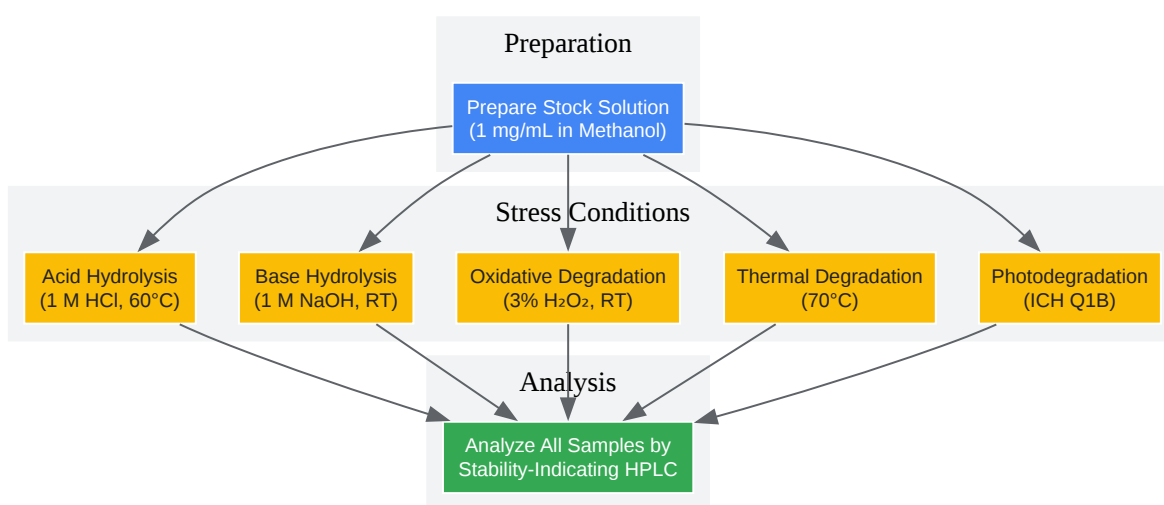 Preparation
Prepare Stock Solution
(1 mg/mL in Methanol)
Stress Conditions
Acid Hydrolysis
(1 M HCl, 60°C)
Base Hydrolysis
(1 M NaOH, RT)
Oxidative Degradation
(3% H₂O₂, RT)
Thermal Degradation
(70°C)
Photodegradation
(ICH Q1B)
Analysis
Analyze All Samples by
Stability-Indicating HPLC